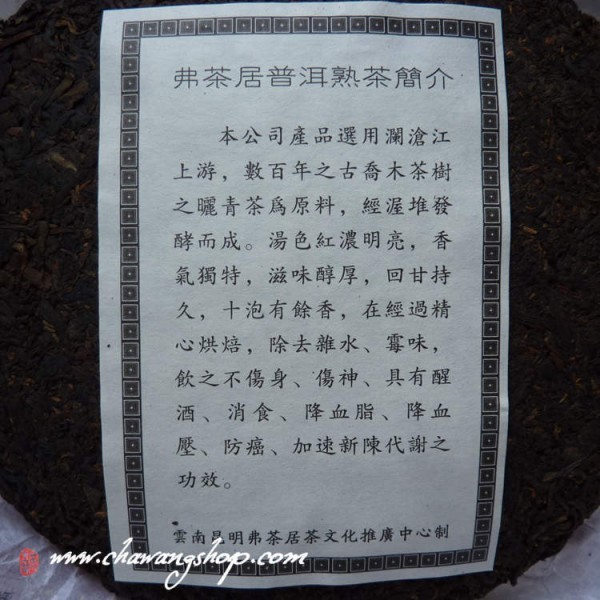 弗茶居普洱熟茶簡介
本公司產品選用瀾滄江
上游，數百年之古喬木茶樹
之曬青茶爲原料，經渥堆發
酵而成。湯色紅濃明亮，香
氣獨特，滋味醇厚，回甘持
久，十泡有餘香，在經過精
心烘焙，除去雜水、霉味，
飲之不傷身、傷神、具有醒
酒、消食、降血脂、降血
壓、防癌、加速新陳代謝之
功效。
雲南昆明弗茶居茶文化推廣中心制
www.chawangshop.com